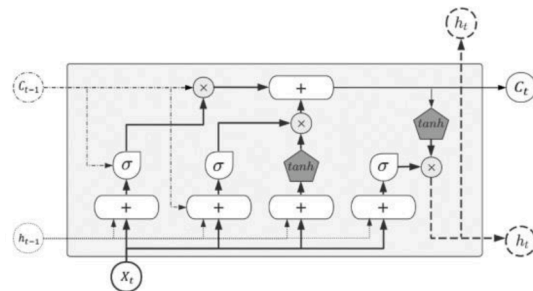 h_t
C_{t-1}
×
+
C_t
×
tanh
σ
σ
tanh
σ
×
+
+
+
+
h_{t-1}
h_t
X_t